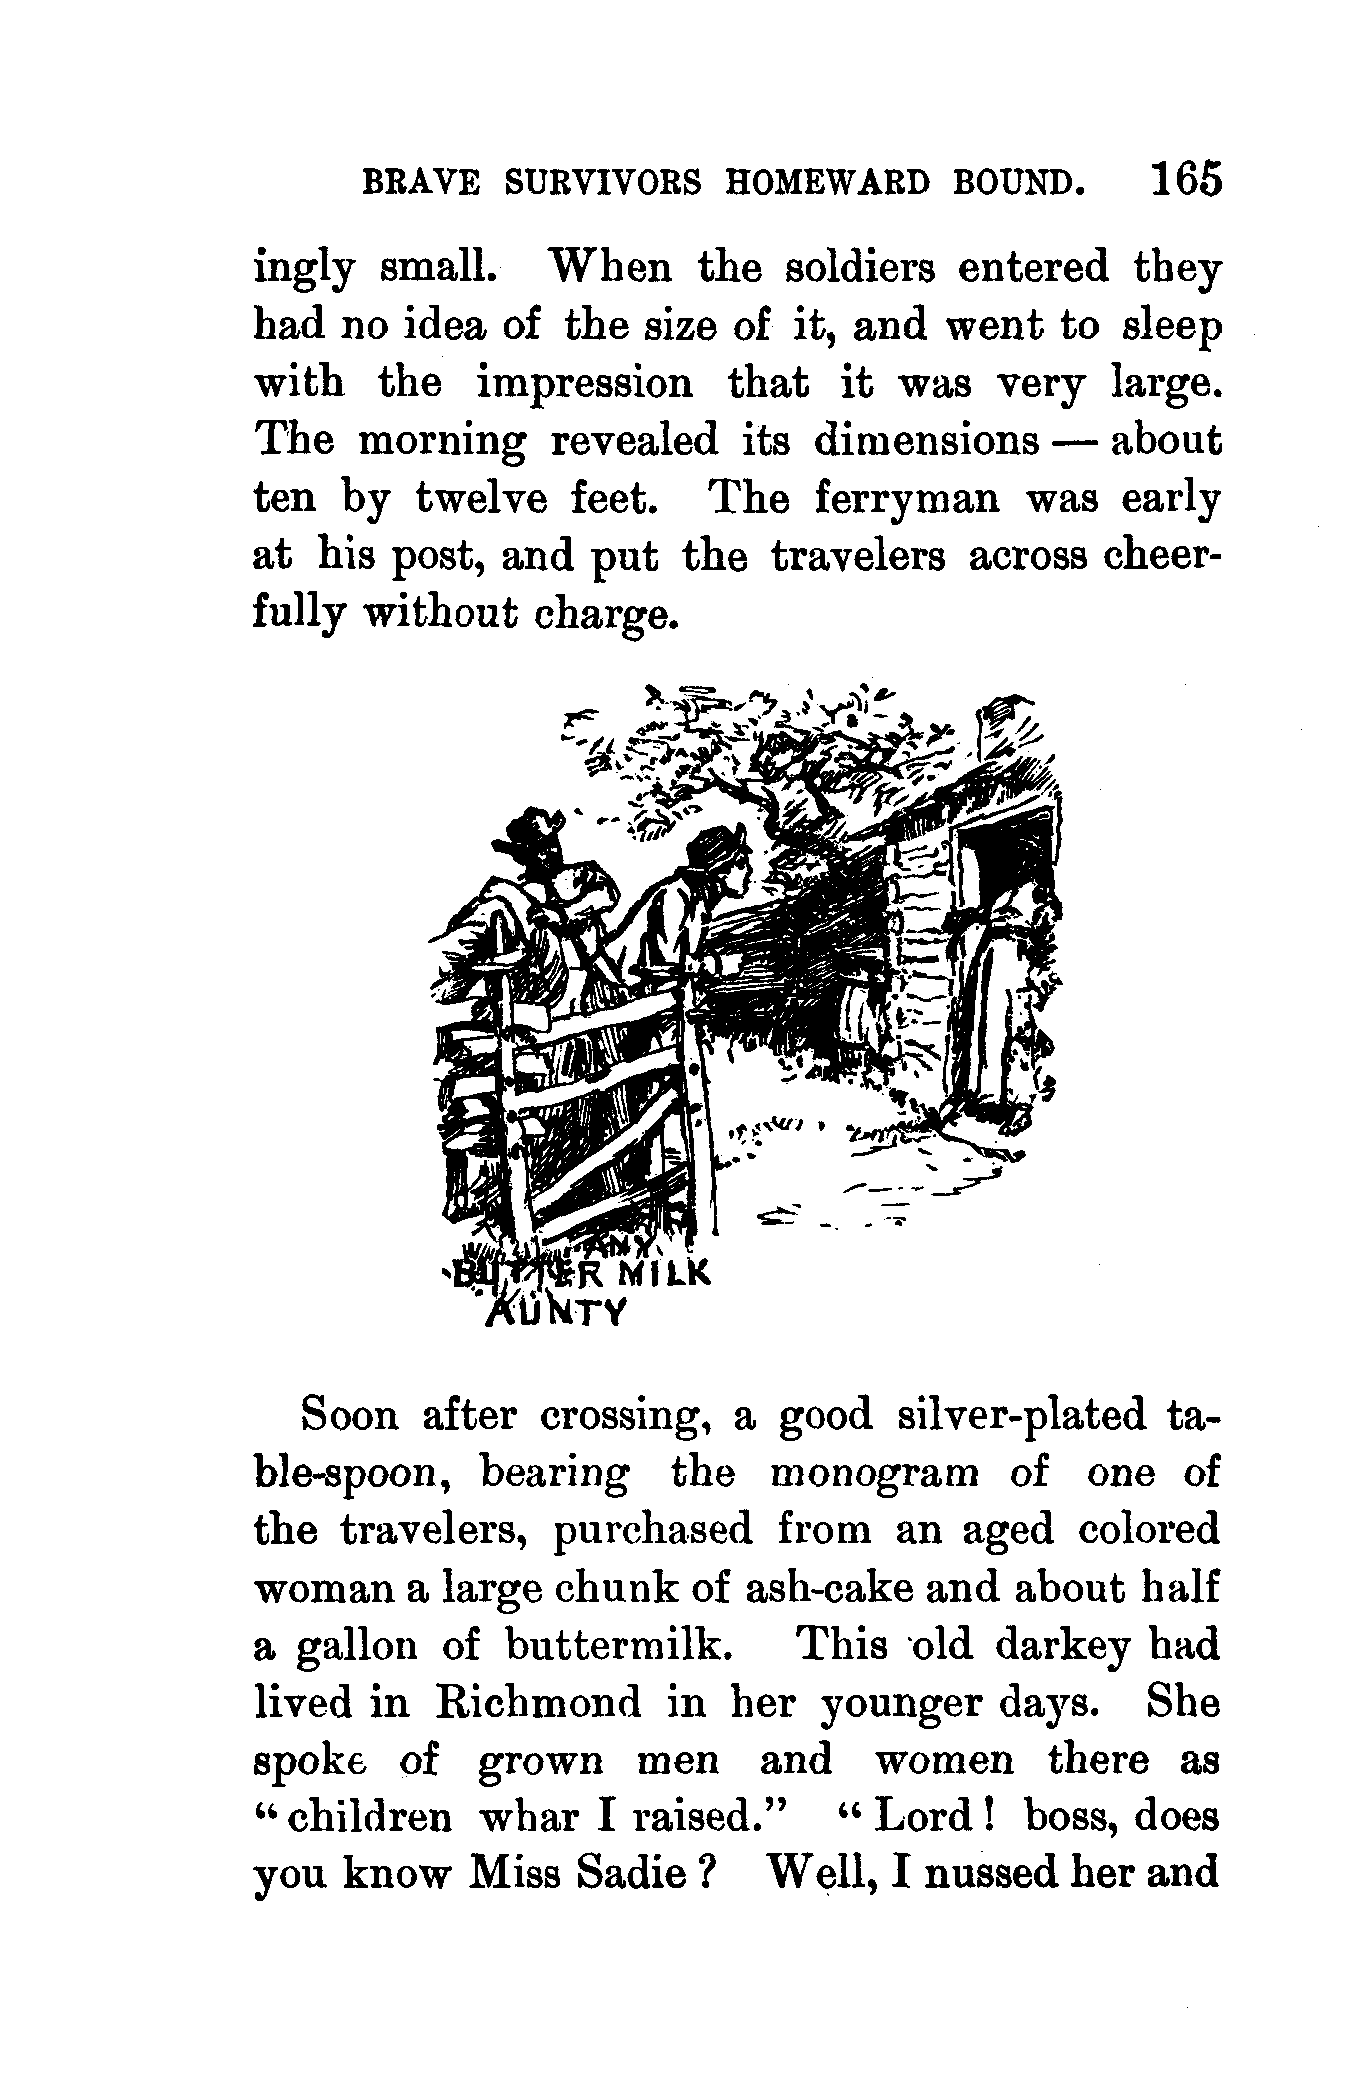 BRAVE SURVIVORS HOMEWARD BOUND. 165
ingly small. When the soldiers entered they
had no idea of the size of it, and went to sleep
with the impression that it was very large.
The morning revealed its dimensions — about
ten by twelve feet. The ferryman was early
at his post, and put the travelers across cheer-
fully without charge.
ANY
BUTTER MILK
AUNTY
Soon after crossing, a good silver-plated ta-
ble-spoon, bearing the monogram of one of
the travelers, purchased from an aged colored
woman a large chunk of ash-cake and about half
a gallon of buttermilk. This old darkey had
lived in Richmond in her younger days. She
spoke of grown men and women there as
“children whar I raised.” “Lord! boss, does
you know Miss Sadie? Well, I nussed her and